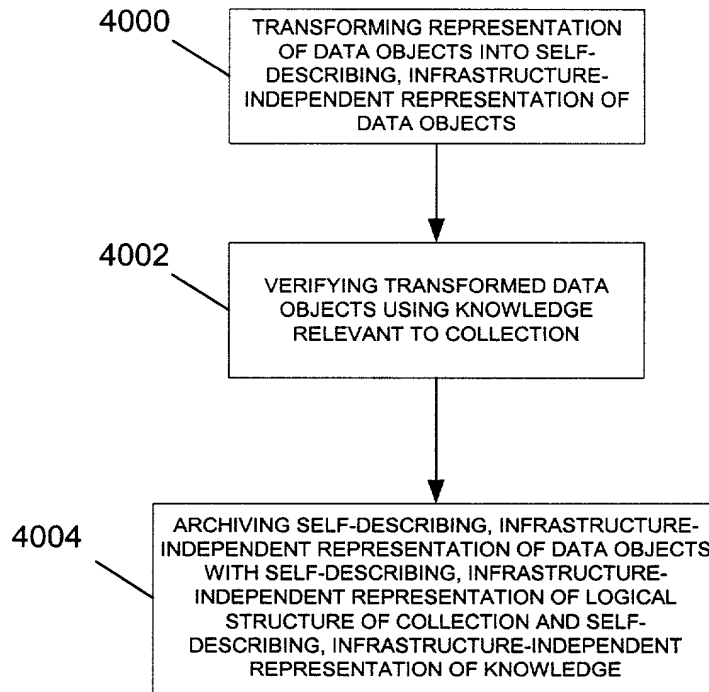 4000
TRANSFORMING REPRESENTATION
OF DATA OBJECTS INTO SELF-
DESCRIBING, INFRASTRUCTURE-
INDEPENDENT REPRESENTATION OF
DATA OBJECTS
4002
VERIFYING TRANSFORMED DATA
OBJECTS USING KNOWLEDGE
RELEVANT TO COLLECTION
4004
ARCHIVING SELF-DESCRIBING, INFRASTRUCTURE-
INDEPENDENT REPRESENTATION OF DATA OBJECTS
WITH SELF-DESCRIBING, INFRASTRUCTURE-
INDEPENDENT REPRESENTATION OF LOGICAL
STRUCTURE OF COLLECTION AND SELF-
DESCRIBING, INFRASTRUCTURE-INDEPENDENT
REPRESENTATION OF KNOWLEDGE